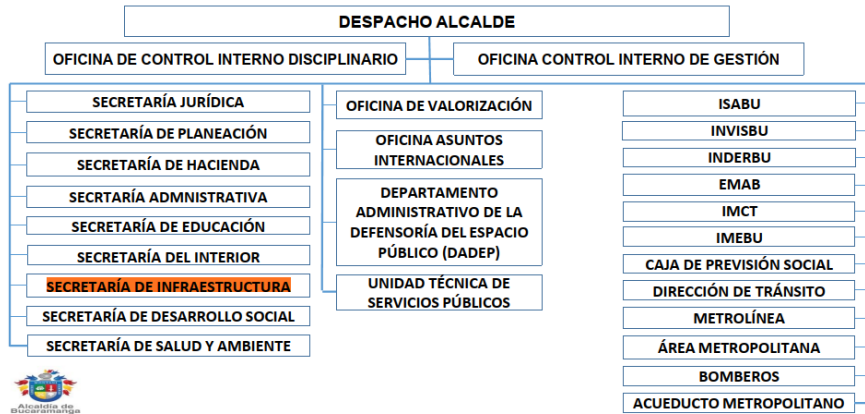 DESPACHO ALCALDE
OFICINA DE CONTROL INTERNO DISCIPLINARIO
OFICINA CONTROL INTERNO DE GESTIÓN
SECRETARÍA JURÍDICA
SECRETARÍA DE PLANEACIÓN
SECRETARÍA DE HACIENDA
SECRTARÍA ADMNISTRATIVA
SECRETARÍA DE EDUCACIÓN
SECRETARÍA DEL INTERIOR
SECRETARÍA DE INFRAESTRUCTURA
SECRETARÍA DE DESARROLLO SOCIAL
SECRETARÍA DE SALUD Y AMBIENTE
OFICINA DE VALORIZACIÓN
OFICINA ASUNTOS
INTERNACIONALES
DEPARTAMENTO
ADMINISTRATIVO DE LA
DEFENSORÍA DEL ESPACIO
PÚBLICO (DADEP)
UNIDAD TÉCNICA DE
SERVICIOS PÚBLICOS
ISABU
INVISBU
INDERBU
EMAB
IMCT
IMEBU
CAJA DE PREVISIÓN SOCIAL
DIRECCIÓN DE TRÁNSITO
METROLÍNEA
ÁREA METROPOLITANA
BOMBEROS
ACUEDUCTO METROPOLITANO
Alcaldía de
Bucaramanga